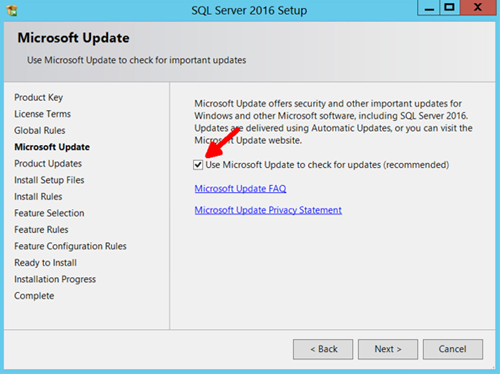 SQL Server 2016 Setup
Microsoft Update
Use Microsoft Update to check for important updates
Product Key
License Terms
Global Rules
Microsoft Update
Product Updates
Install Setup Files
Install Rules
Feature Selection
Feature Rules
Feature Configuration Rules
Ready to Install
Installation Progress
Complete
Microsoft Update offers security and other important updates for
Windows and other Microsoft software, including SQL Server 2016.
Updates are delivered using Automatic Updates, or you can visit the
Microsoft Update website.
Use Microsoft Update to check for updates (recommended)
Microsoft Update FAQ
Microsoft Update Privacy Statement
< Back
Next >
Cancel